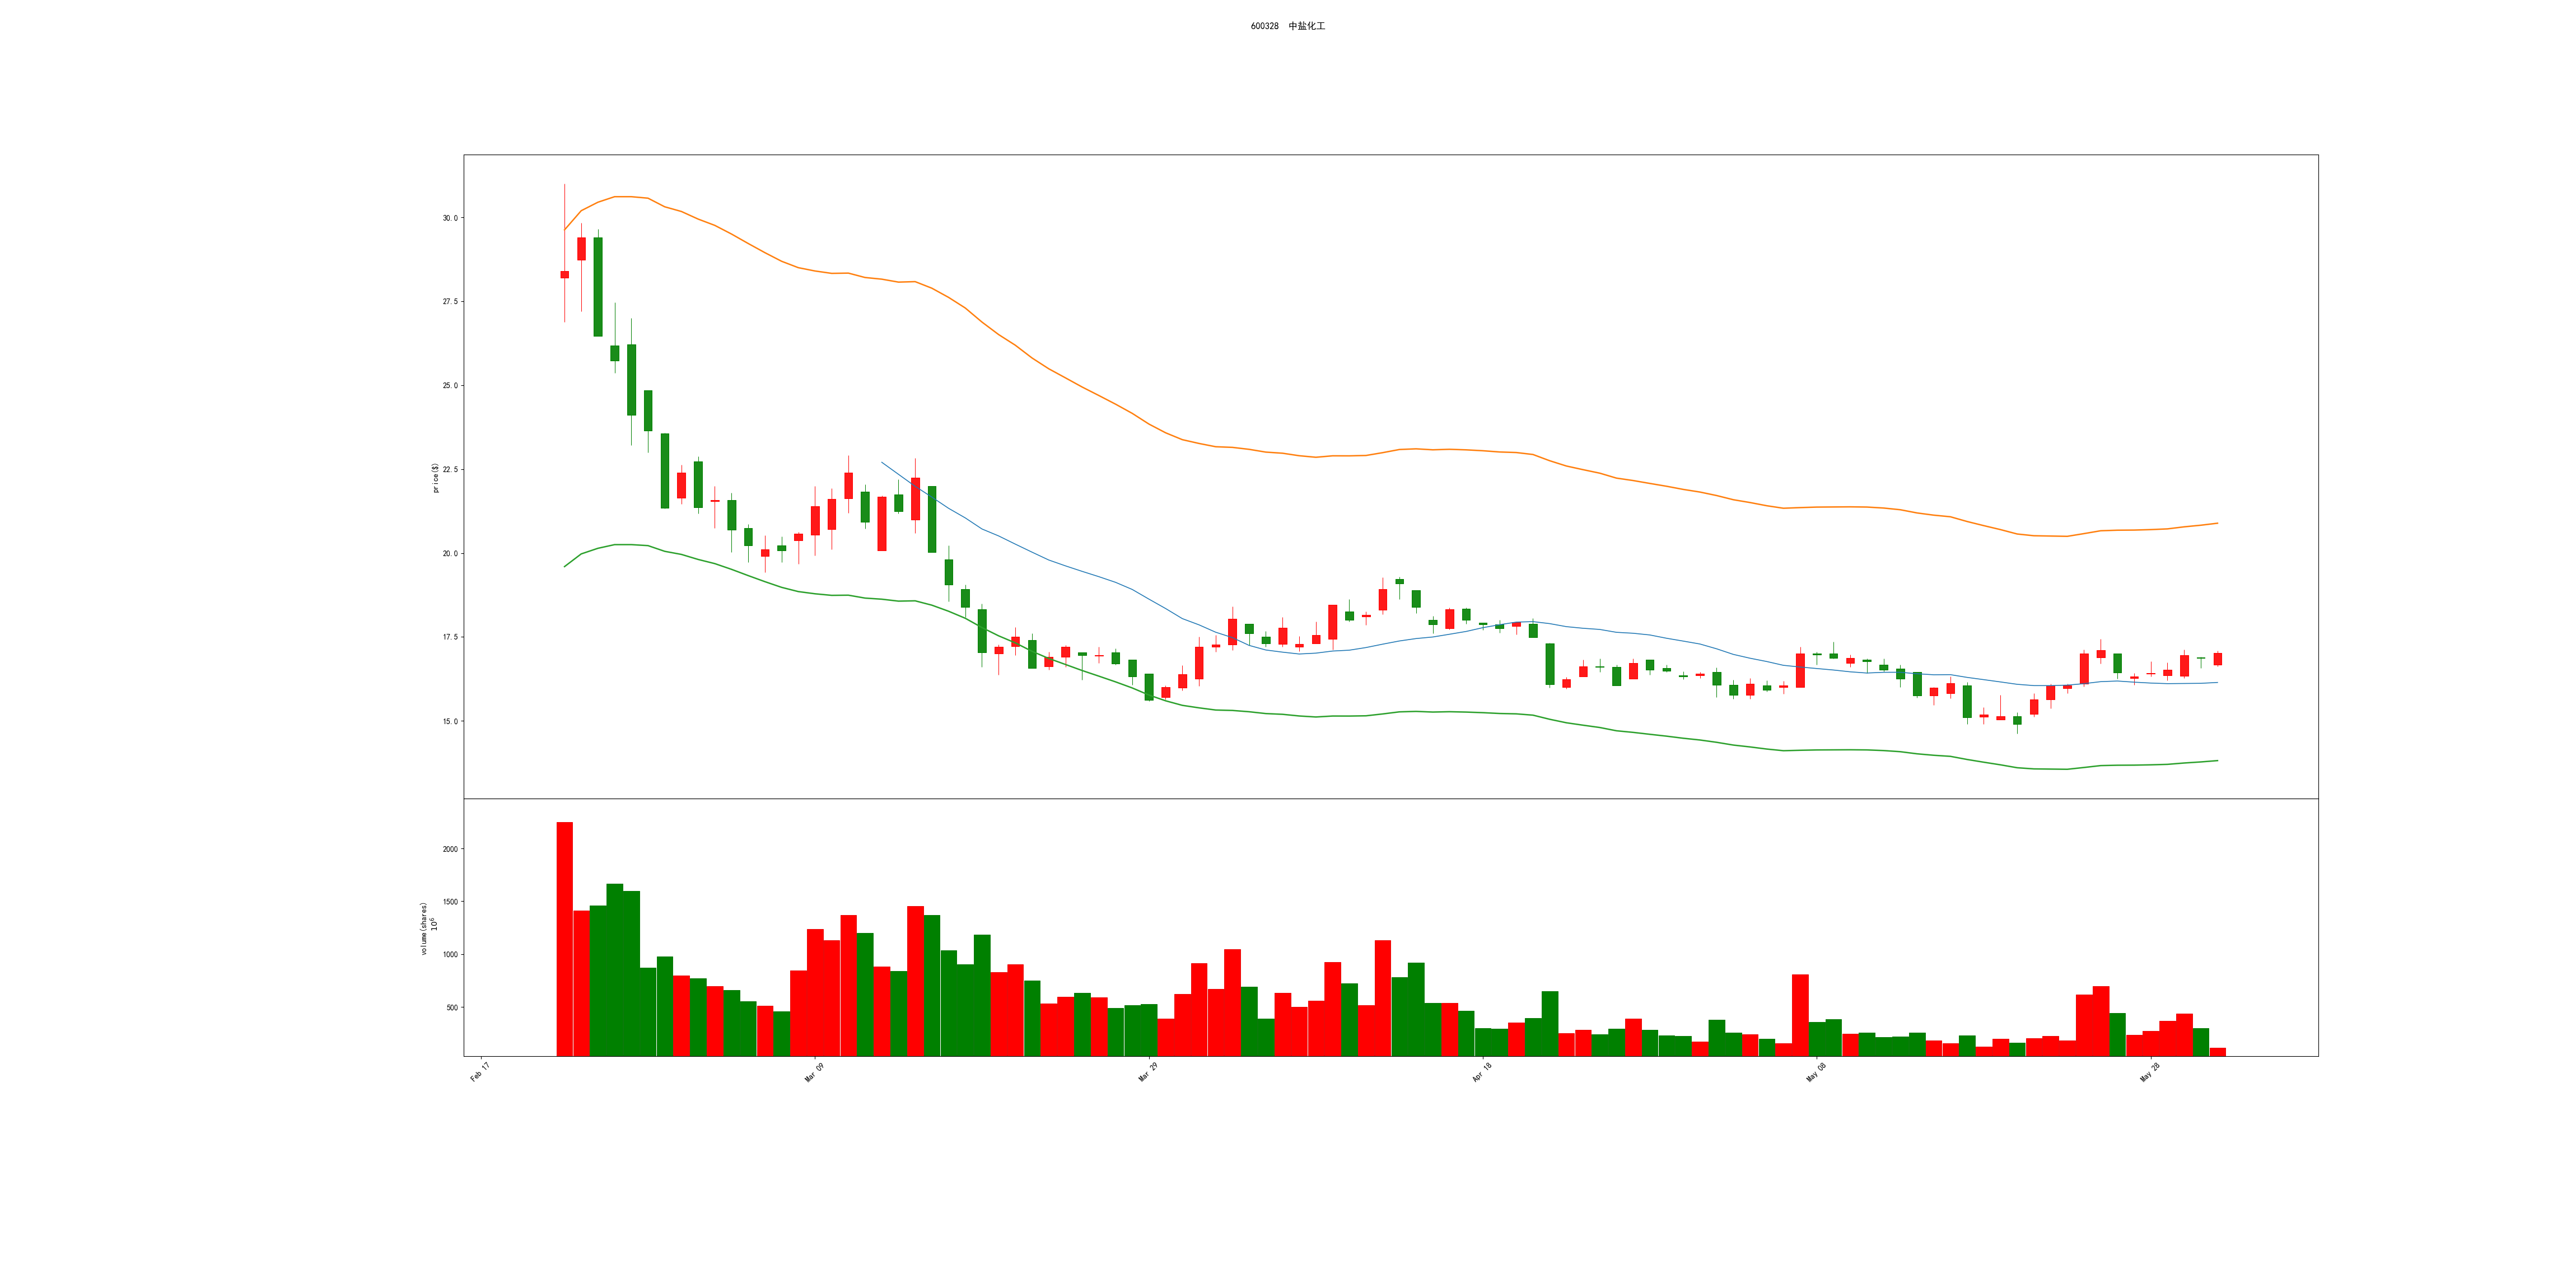 600328 中盐化工
30.0
27.5
25.0
22.5
20.0
17.5
15.0
price($)
2000
1500
1000
500
volume(shares)
10⁶
Feb 17
Mar 09
Mar 29
Apr 18
May 08
May 28